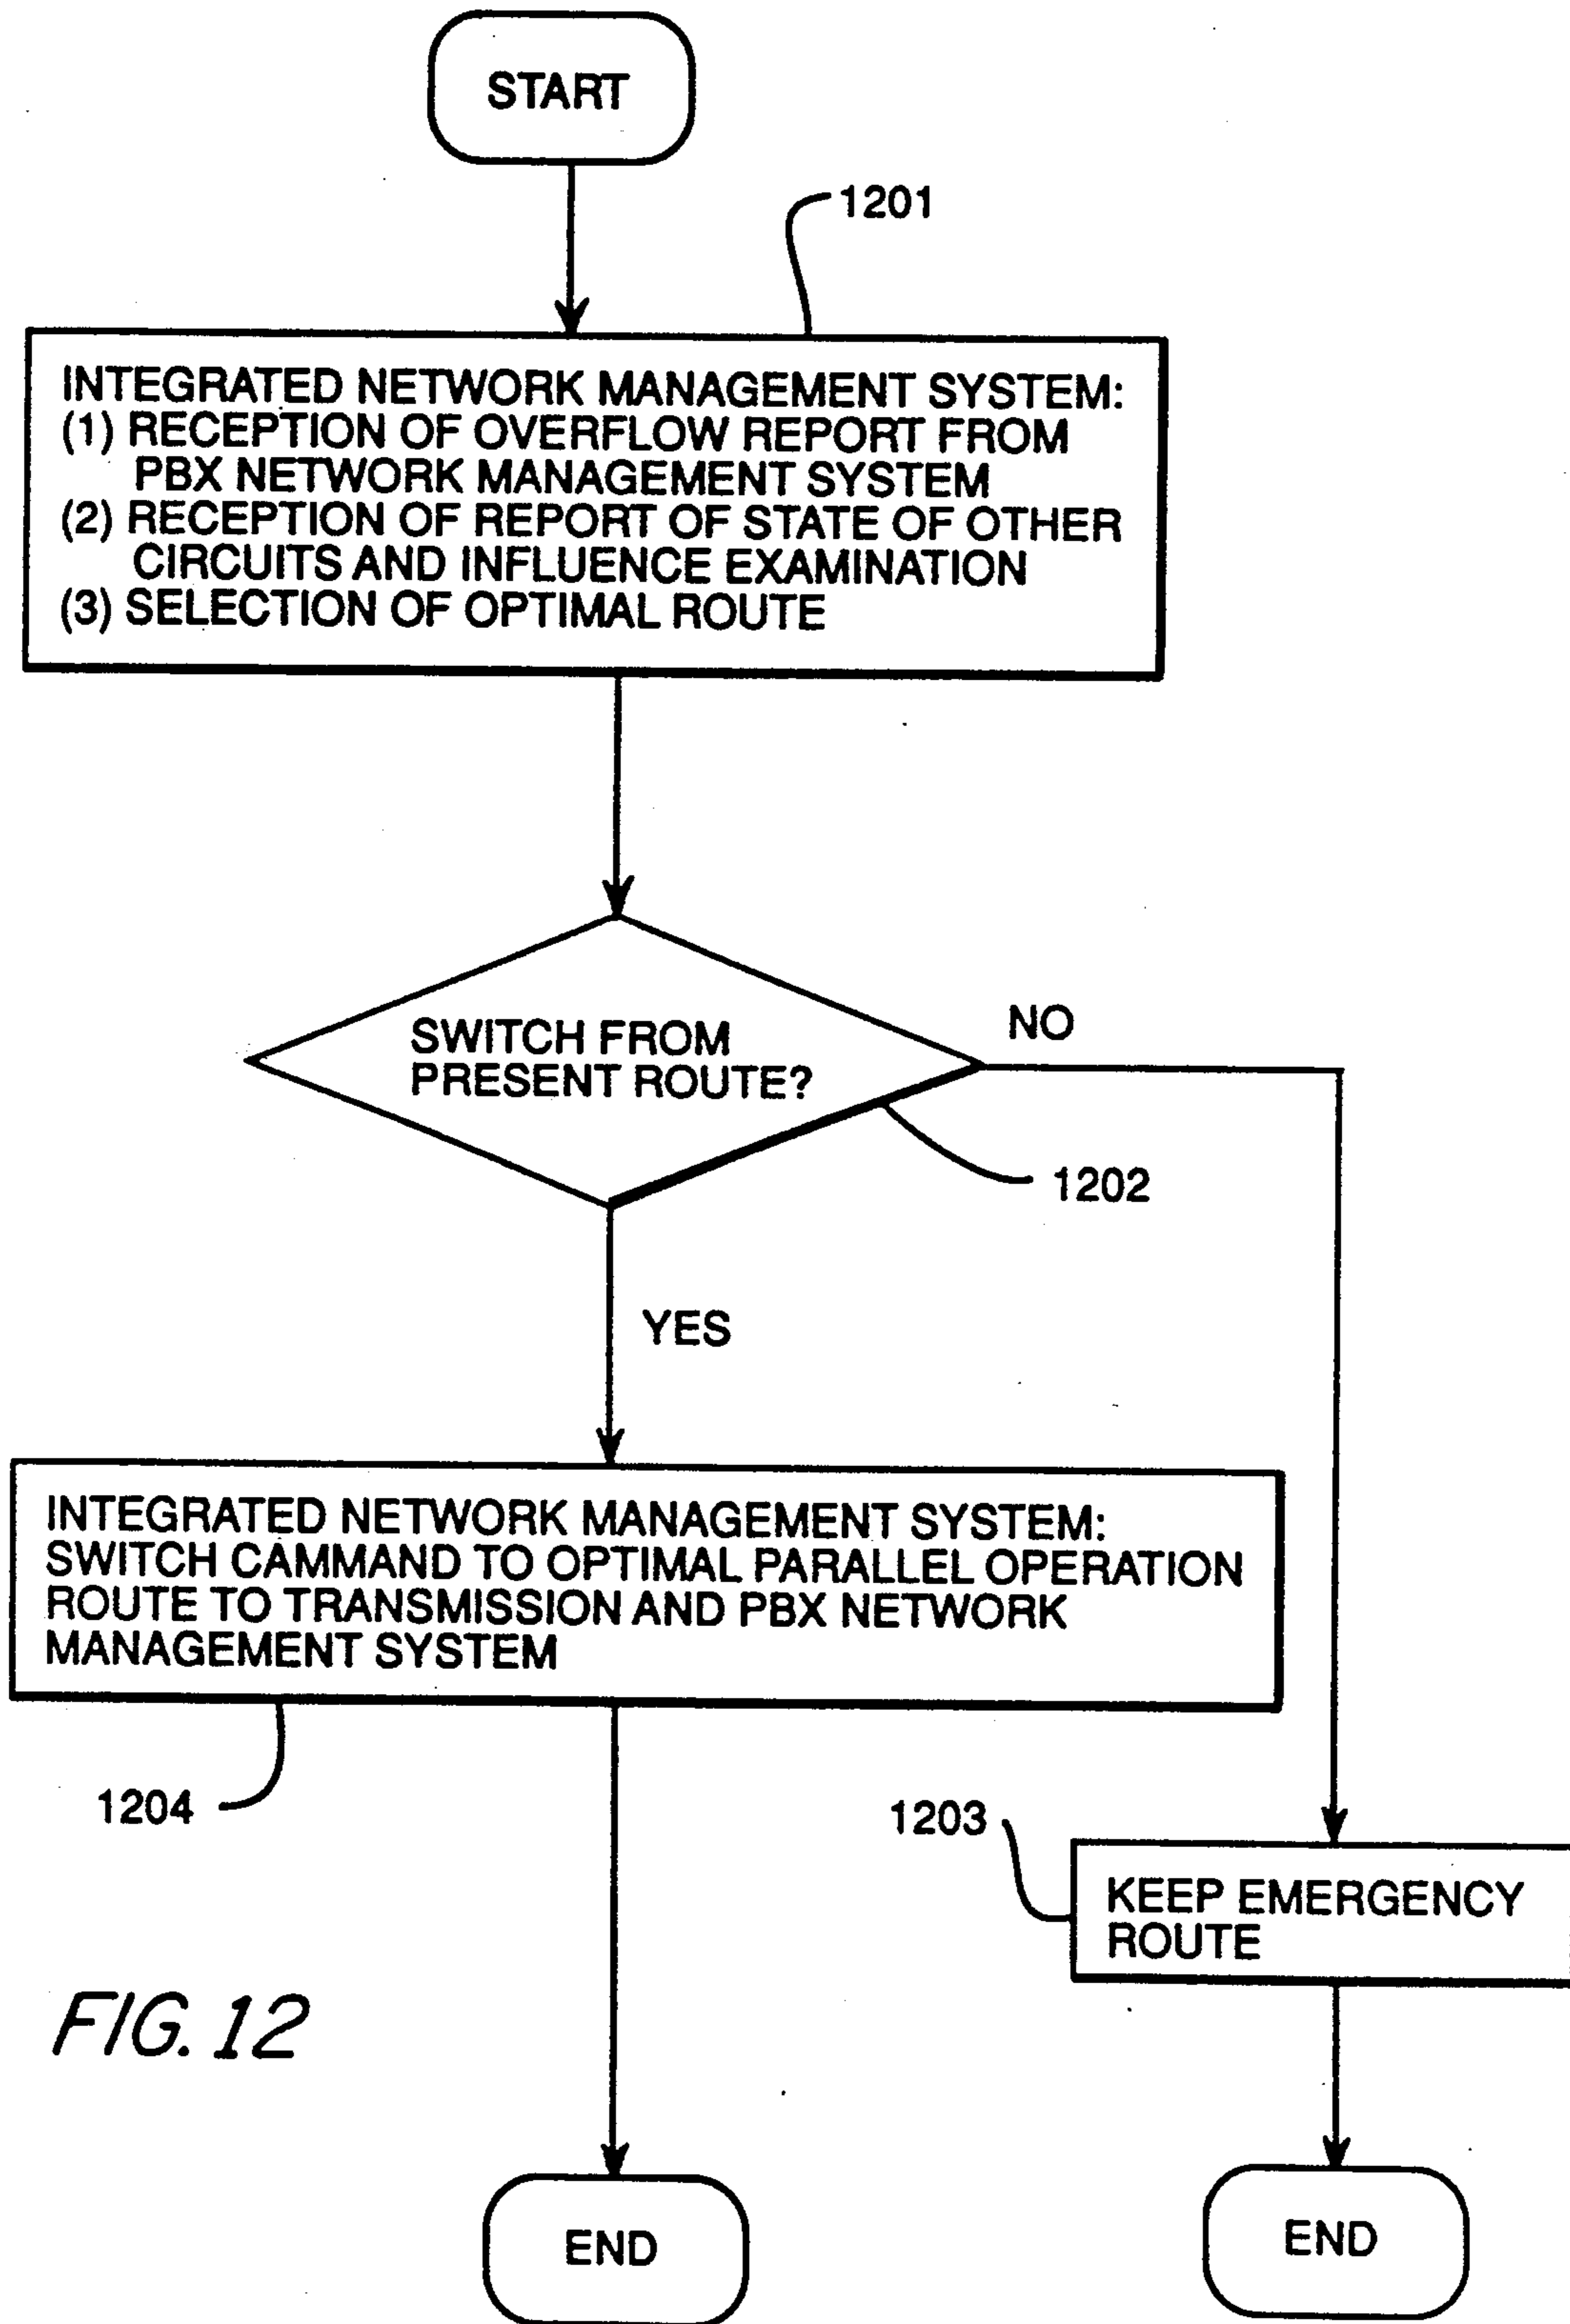 START
1201
INTEGRATED NETWORK MANAGEMENT SYSTEM:
(1) RECEPTION OF OVERFLOW REPORT FROM
PBX NETWORK MANAGEMENT SYSTEM
(2) RECEPTION OF REPORT OF STATE OF OTHER
CIRCUITS AND INFLUENCE EXAMINATION
(3) SELECTION OF OPTIMAL ROUTE
SWITCH FROM
PRESENT ROUTE?
NO
1202
YES
INTEGRATED NETWORK MANAGEMENT SYSTEM:
SWITCH CAMMAND TO OPTIMAL PARALLEL OPERATION
ROUTE TO TRANSMISSION AND PBX NETWORK
MANAGEMENT SYSTEM
1204
1203
KEEP EMERGENCY
ROUTE
FIG. 12
END
END